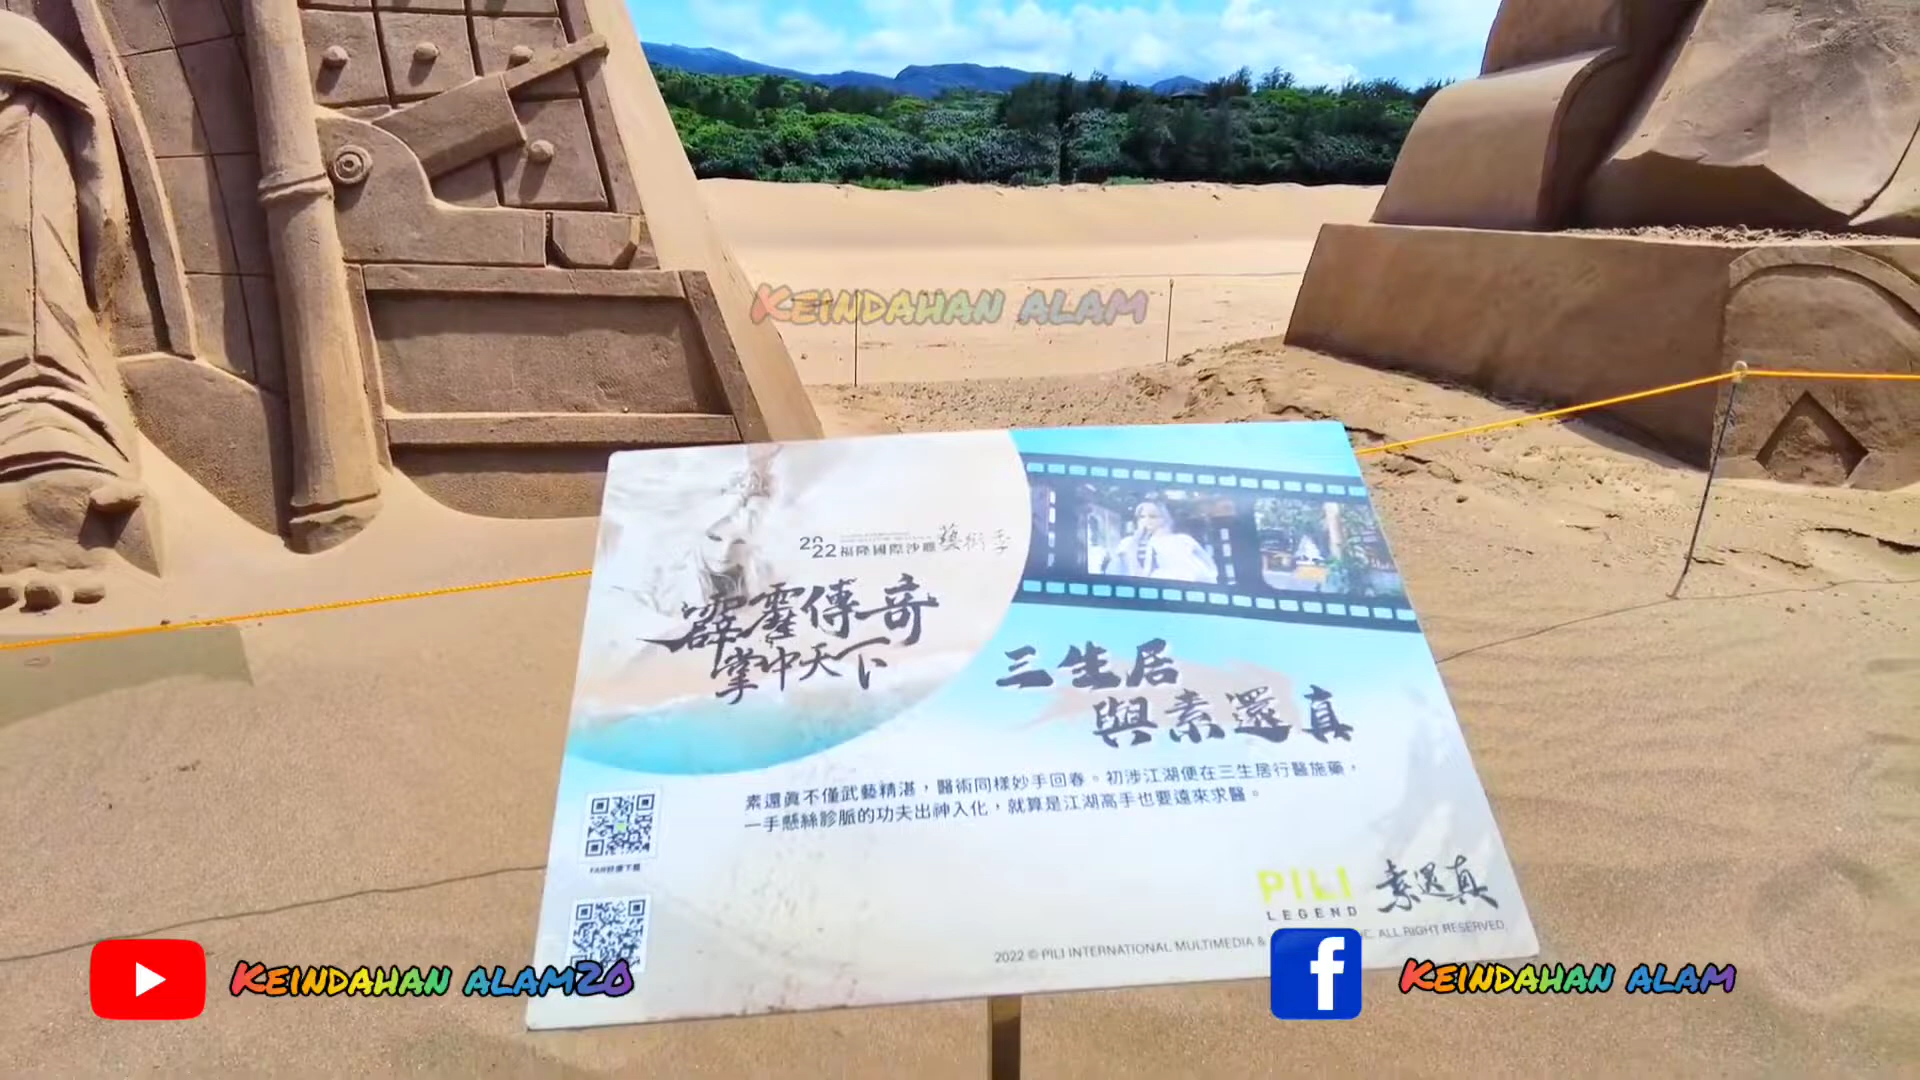 Keindahan alam
2022 福隆國際沙雕藝術季
霹靂傳奇
掌中天下
三生居
與素還真
素還真不僅武藝精湛，醫術同樣妙手回春。初涉江湖便在三生居行醫施藥，
一手懸絲診脈的功夫出神入化，就算是江湖高手也要遠來求醫。
PILI
LEGEND
素還真
2022 © PILI INTERNATIONAL MULTIMEDIA & INC. ALL RIGHT RESERVED.
Keindahan alam20
Keindahan alam